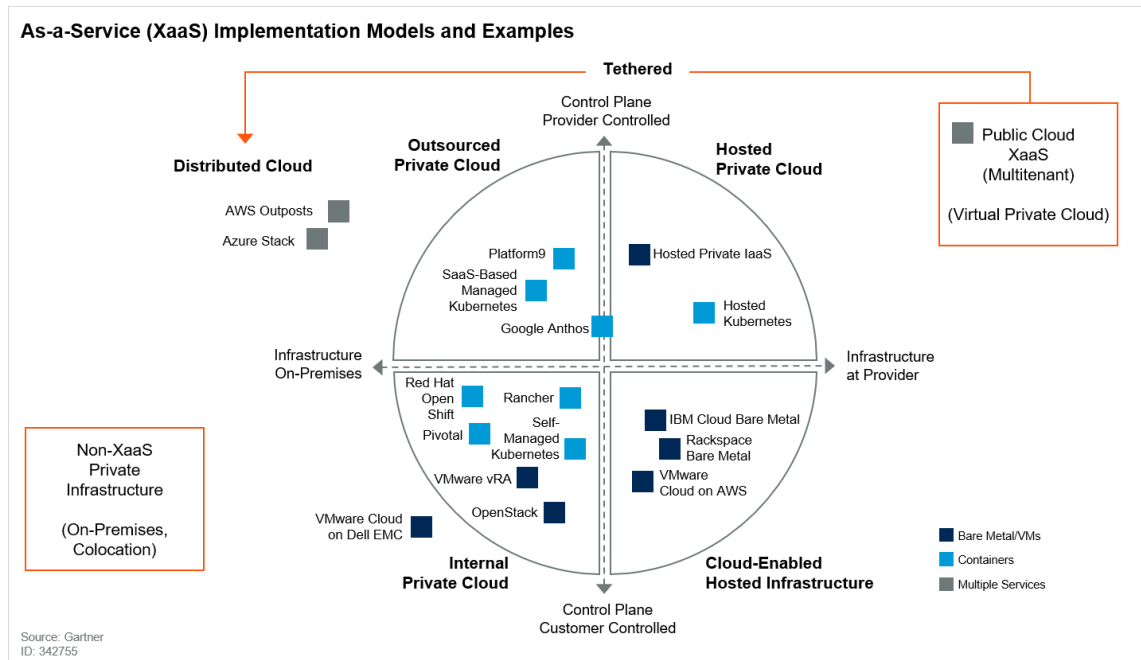 As-a-Service (XaaS) Implementation Models and Examples
Tethered
Control Plane
Provider Controlled
Distributed Cloud
AWS Outposts
Azure Stack
Outsourced
Private Cloud
Hosted
Private Cloud
Public Cloud
XaaS
(Multitenant)
(Virtual Private Cloud)
Platform9
SaaS-Based
Managed
Kubernetes
Google Anthos
Hosted Private IaaS
Hosted
Kubernetes
Infrastructure
On-Premises
Infrastructure
at Provider
Red Hat
Open
Shift
Rancher
Pivotal
Self-
Managed
Kubernetes
VMware vRA
OpenStack
VMware Cloud
on Dell EMC
IBM Cloud Bare Metal
Rackspace
Bare Metal
VMware
Cloud on AWS
Non-XaaS
Private
Infrastructure
(On-Premises,
Colocation)
Internal
Private Cloud
Cloud-Enabled
Hosted Infrastructure
Control Plane
Customer Controlled
Bare Metal/VMs
Containers
Multiple Services
Source: Gartner
ID: 342755